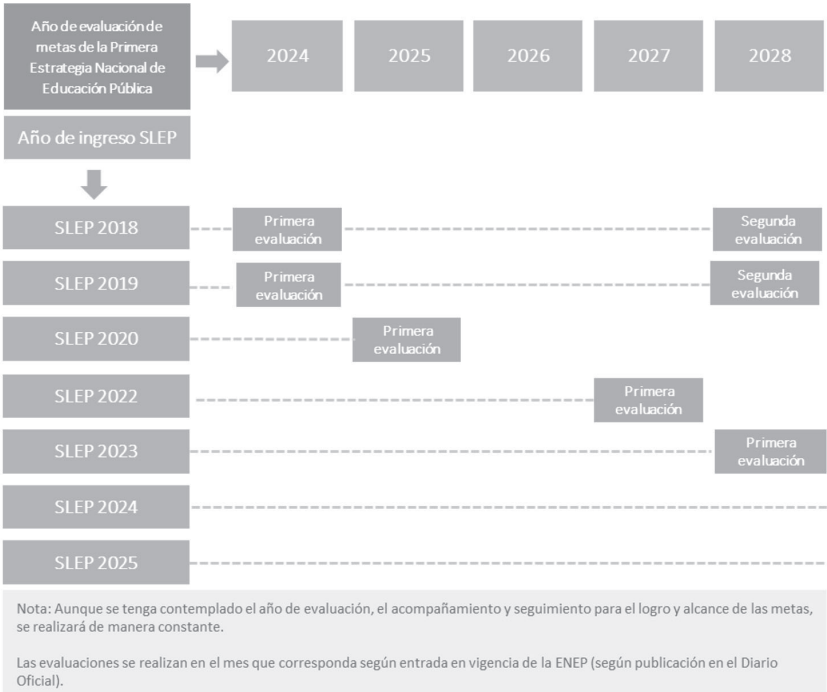 Año de evaluación de
metas de la Primera
Estrategia Nacional de
Educación Pública
2024
2025
2026
2027
2028
Año de ingreso SLEP
SLEP 2018
Primera
evaluación
Segunda
evaluación
SLEP 2019
Primera
evaluación
Segunda
evaluación
SLEP 2020
Primera
evaluación
SLEP 2022
Primera
evaluación
SLEP 2023
Primera
evaluación
SLEP 2024
SLEP 2025
Nota: Aunque se tenga contemplado el año de evaluación, el acompañamiento y seguimiento para el logro y alcance de las metas,
se realizará de manera constante.
Las evaluaciones se realizan en el mes que corresponda según entrada en vigencia de la ENEP (según publicación en el Diario
Oficial).